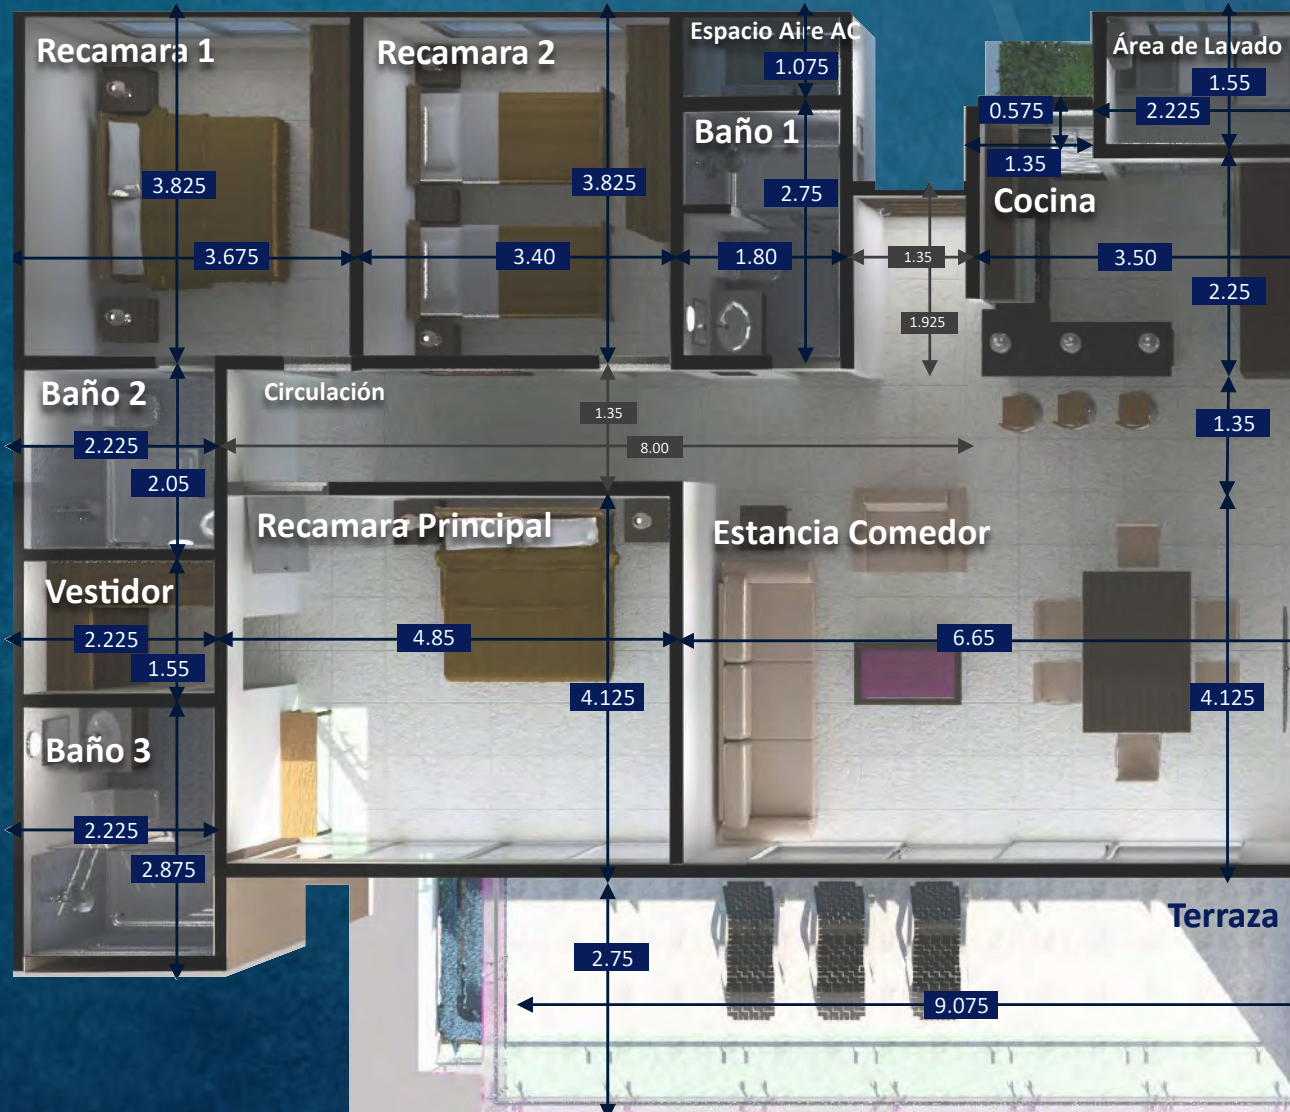 Recamara 1
Recamara 2
Espacio Aire AC
Área de Lavado
1.075
1.55
0.575
2.225
Baño 1
1.35
3.825
3.825
2.75
Cocina
3.675
3.40
1.80
1.35
3.50
2.25
1.925
Baño 2
Circulación
1.35
1.35
2.225
8.00
2.05
Recamara Principal
Estancia Comedor
Vestidor
2.225
4.85
6.65
1.55
4.125
4.125
Baño 3
2.225
2.875
Terraza
2.75
9.075